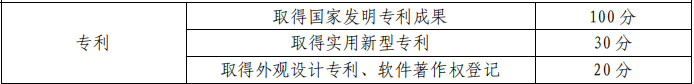 专利
取得国家发明专利成果 100分
取得实用新型专利 30分
取得外观设计专利、软件著作权登记 20分